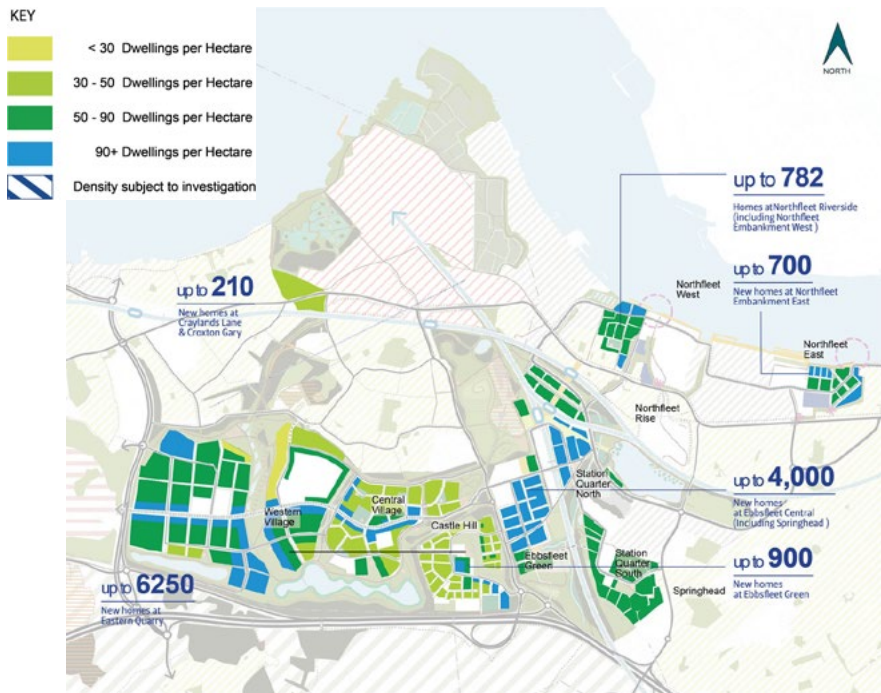 KEY
< 30 Dwellings per Hectare
30 - 50 Dwellings per Hectare
50 - 90 Dwellings per Hectare
90+ Dwellings per Hectare
Density subject to investigation
NORTH
up to 782
Homes at Northfleet Riverside
(including Northfleet
Embankment West )
up to 700
New homes at Northfleet
Embankment East
up to 210
New homes at
Craylands Lane
& Croxton Gary
Northfleet
West
Northfleet
East
Northfleet
Rise
up to 4,000
New homes
at Ebbsfleet Central
(Including Springhead )
Station
Quarter
North
Central
Village
Western
Village
Castle Hill
Ebbsfleet
Green
Station
Quarter
South
Springhead
up to 900
New homes
at Ebbsfleet Green
up to 6250
New homes at
Eastern Quarry